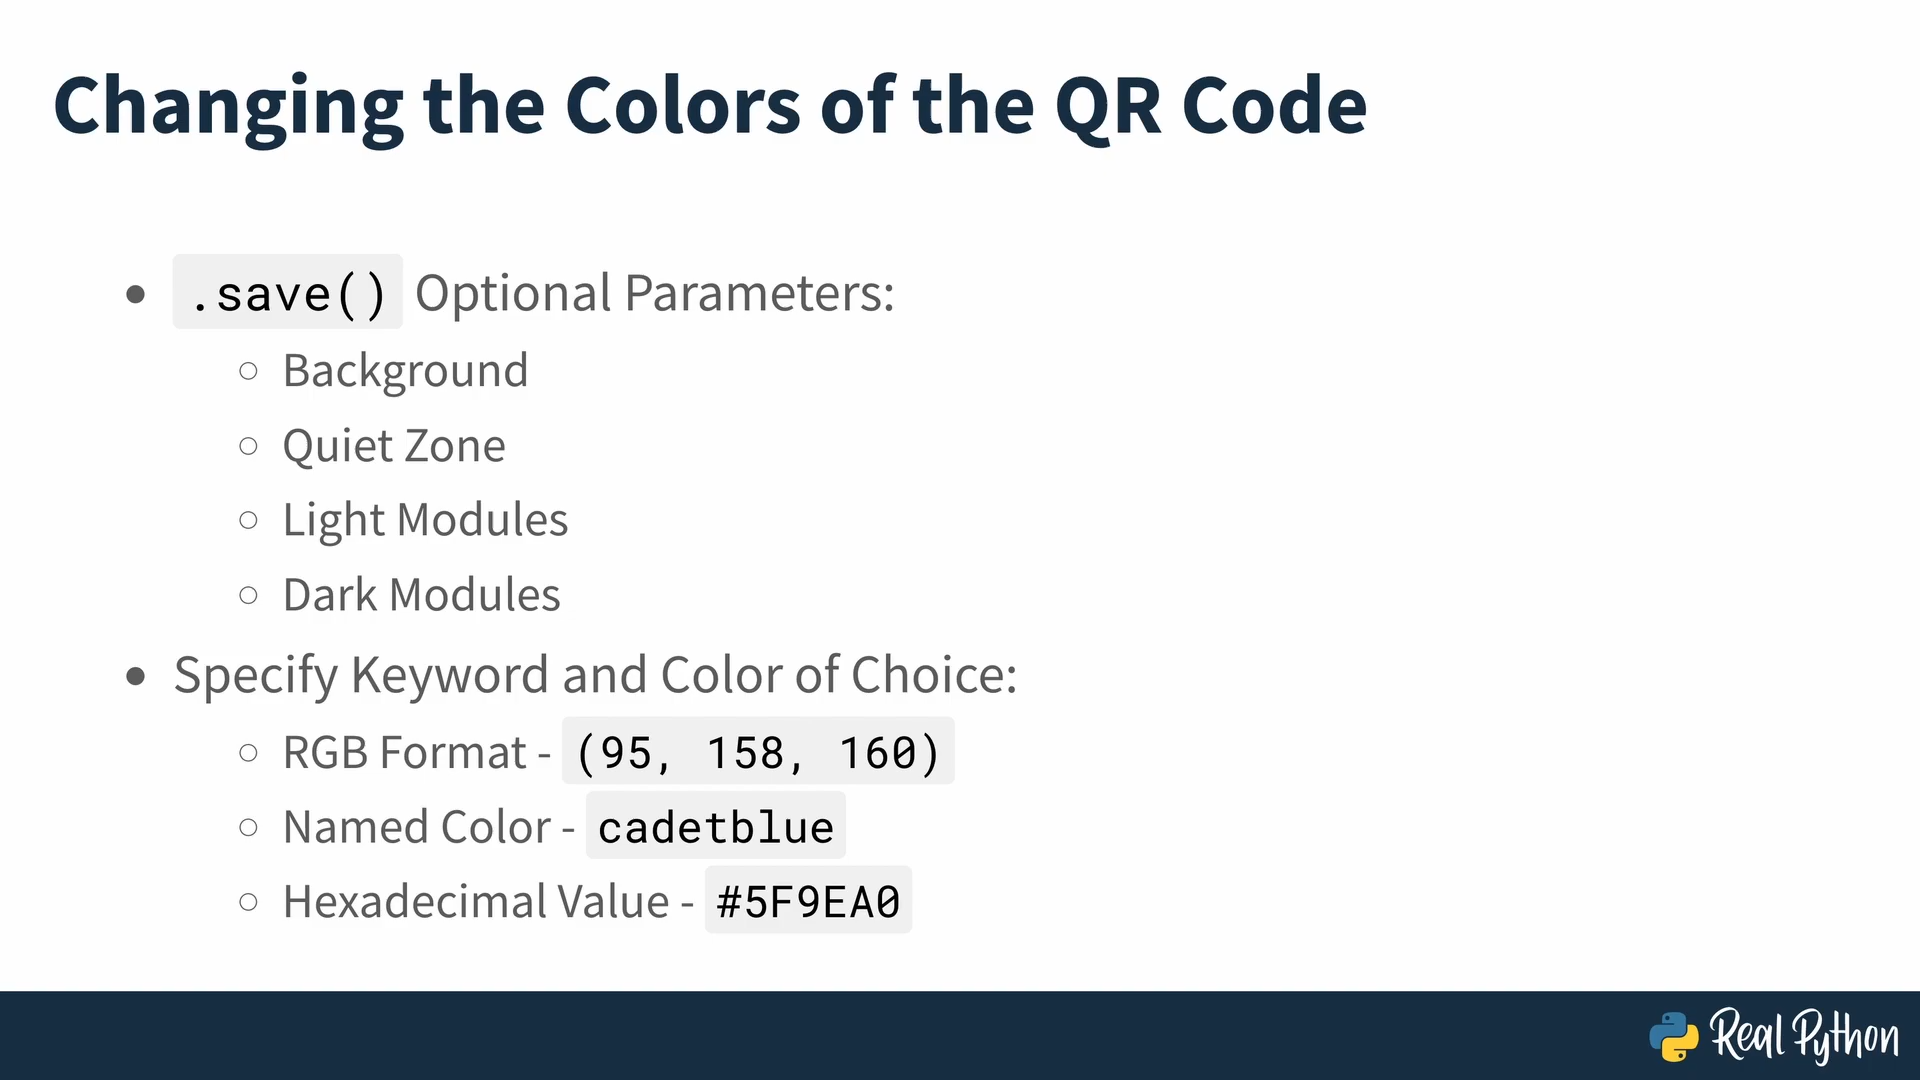 Changing the Colors of the QR Code
.save() Optional Parameters:
Background
Quiet Zone
Light Modules
Dark Modules
Specify Keyword and Color of Choice:
RGB Format - (95, 158, 160)
Named Color - cadetblue
Hexadecimal Value - #5F9EA0
Real Python